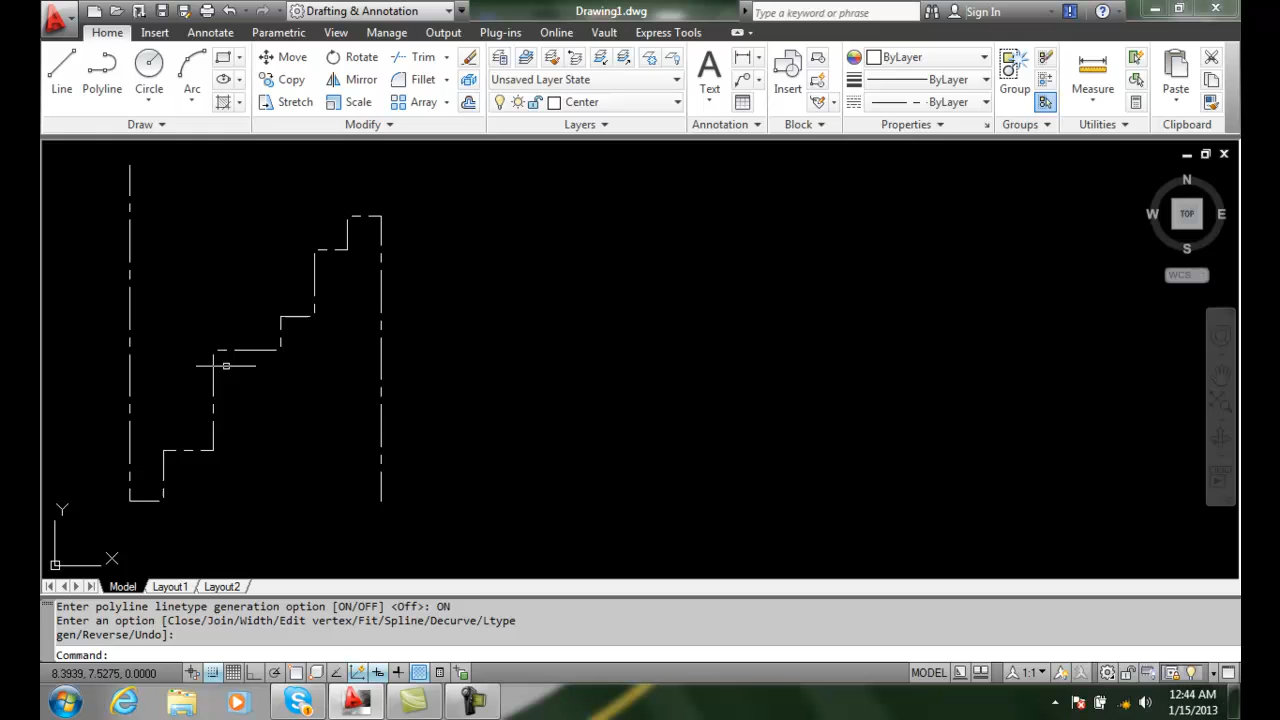 Drafting & Annotation Drawing1.dwg Type a keyword or phrase Sign In
Home Insert Annotate Parametric View Manage Output Plug-ins Online Vault Express Tools
Line Polyline Circle Arc
Move Rotate Trim
Copy Mirror Fillet
Stretch Scale Array
Unsaved Layer State
Center
Text
Insert
ByLayer
ByLayer
ByLayer
Group
Measure
Paste
Draw Modify Layers Annotation Block Properties Groups Utilities Clipboard
N
W TOP E
S
WCS
Y
X
Model Layout1 Layout2
Enter polyline linetype generation option [ON/OFF] <Off>: ON
Enter an option [Close/Join/Width/Edit vertex/Fit/Spline/Decurve/Ltype
gen/Reverse/Undo]:
Command:
8.3939, 7.5275, 0.0000 MODEL 1:1
12:44 AM
1/15/2013